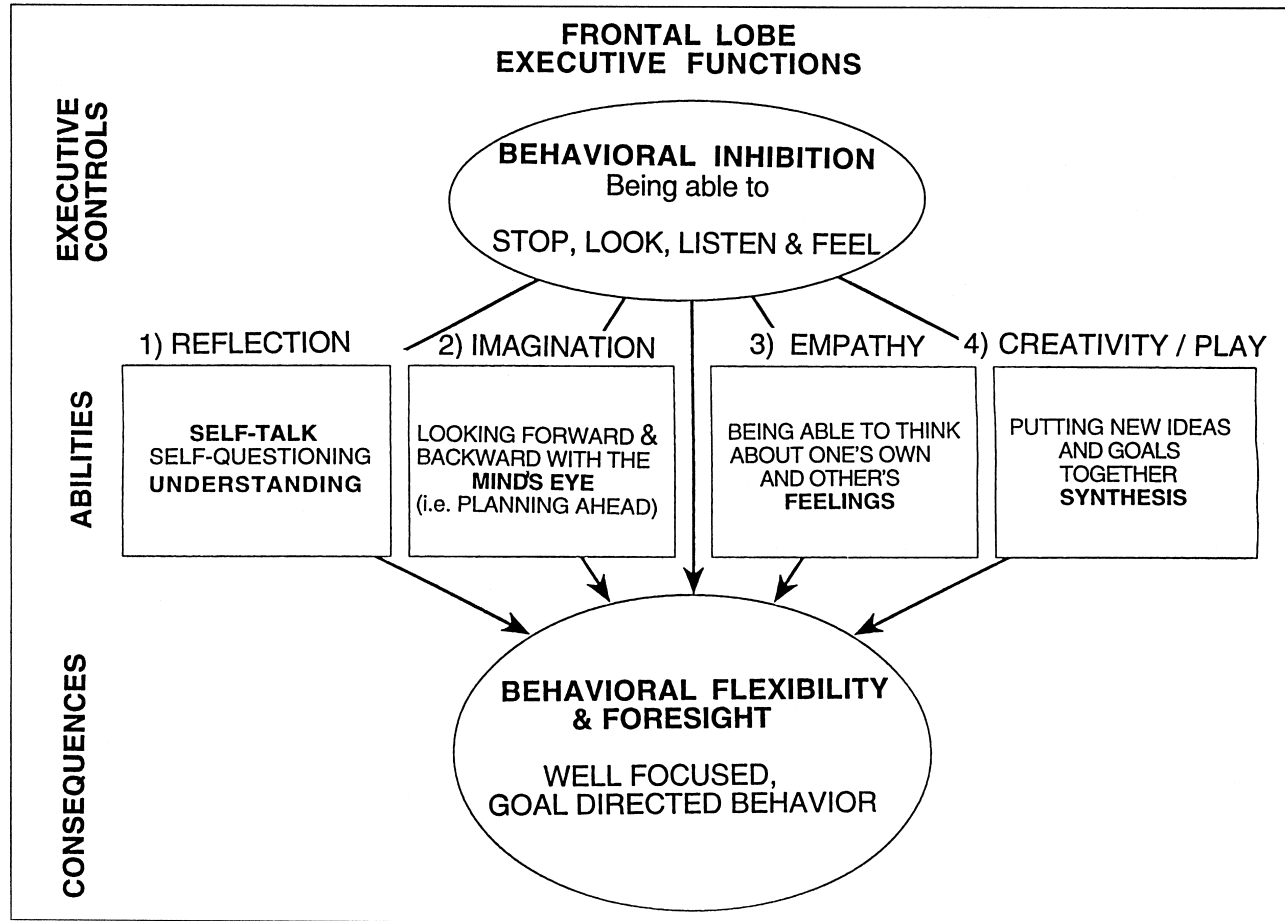 FRONTAL LOBE
EXECUTIVE FUNCTIONS
EXECUTIVE
CONTROLS
BEHAVIORAL INHIBITION
Being able to
STOP, LOOK, LISTEN & FEEL
ABILITIES
1) REFLECTION
SELF-TALK
SELF-QUESTIONING
UNDERSTANDING
2) IMAGINATION
LOOKING FORWARD &
BACKWARD WITH THE
MIND'S EYE
(i.e. PLANNING AHEAD)
3) EMPATHY
BEING ABLE TO THINK
ABOUT ONE'S OWN
AND OTHER'S
FEELINGS
4) CREATIVITY / PLAY
PUTTING NEW IDEAS
AND GOALS
TOGETHER
SYNTHESIS
CONSEQUENCES
BEHAVIORAL FLEXIBILITY
& FORESIGHT
WELL FOCUSED,
GOAL DIRECTED BEHAVIOR